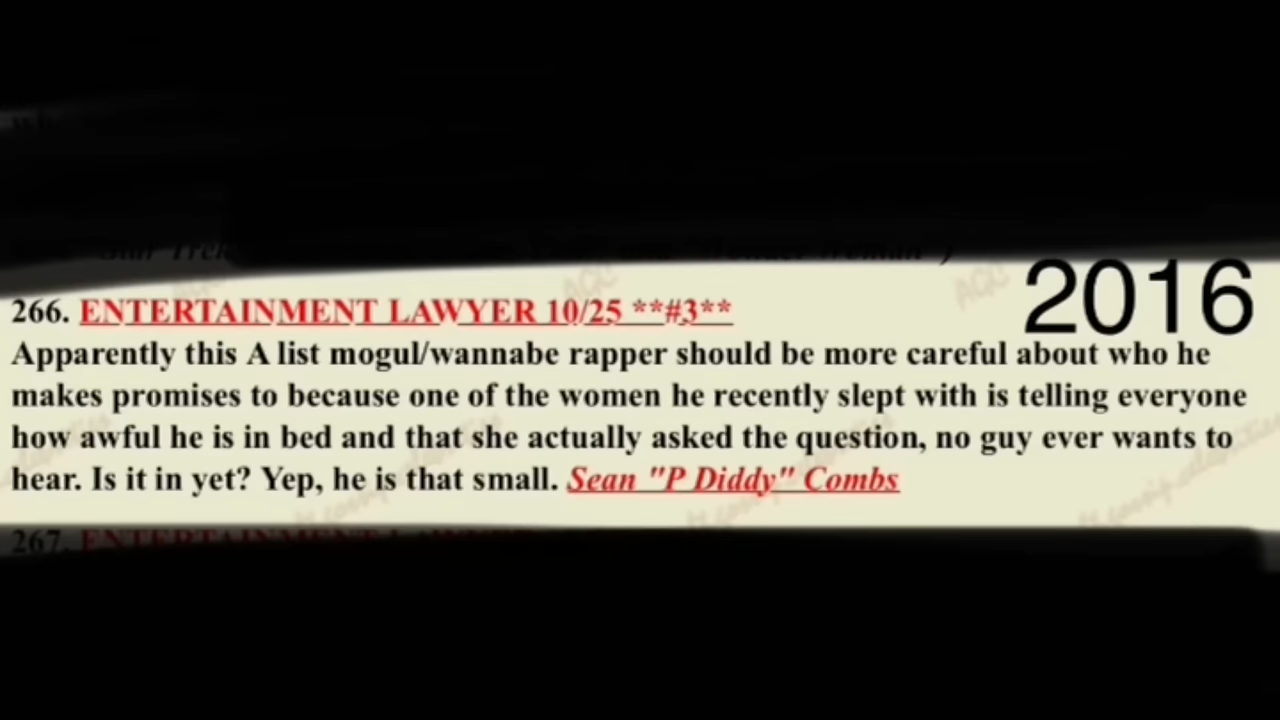 2016
266. ENTERTAINMENT LAWYER 10/25 **#3**
Apparently this A list mogul/wannabe rapper should be more careful about who he
makes promises to because one of the women he recently slept with is telling everyone
how awful he is in bed and that she actually asked the question, no guy ever wants to
hear. Is it in yet? Yep, he is that small. Sean "P Diddy" Combs
267. ENTERTAINMENT LAWYER